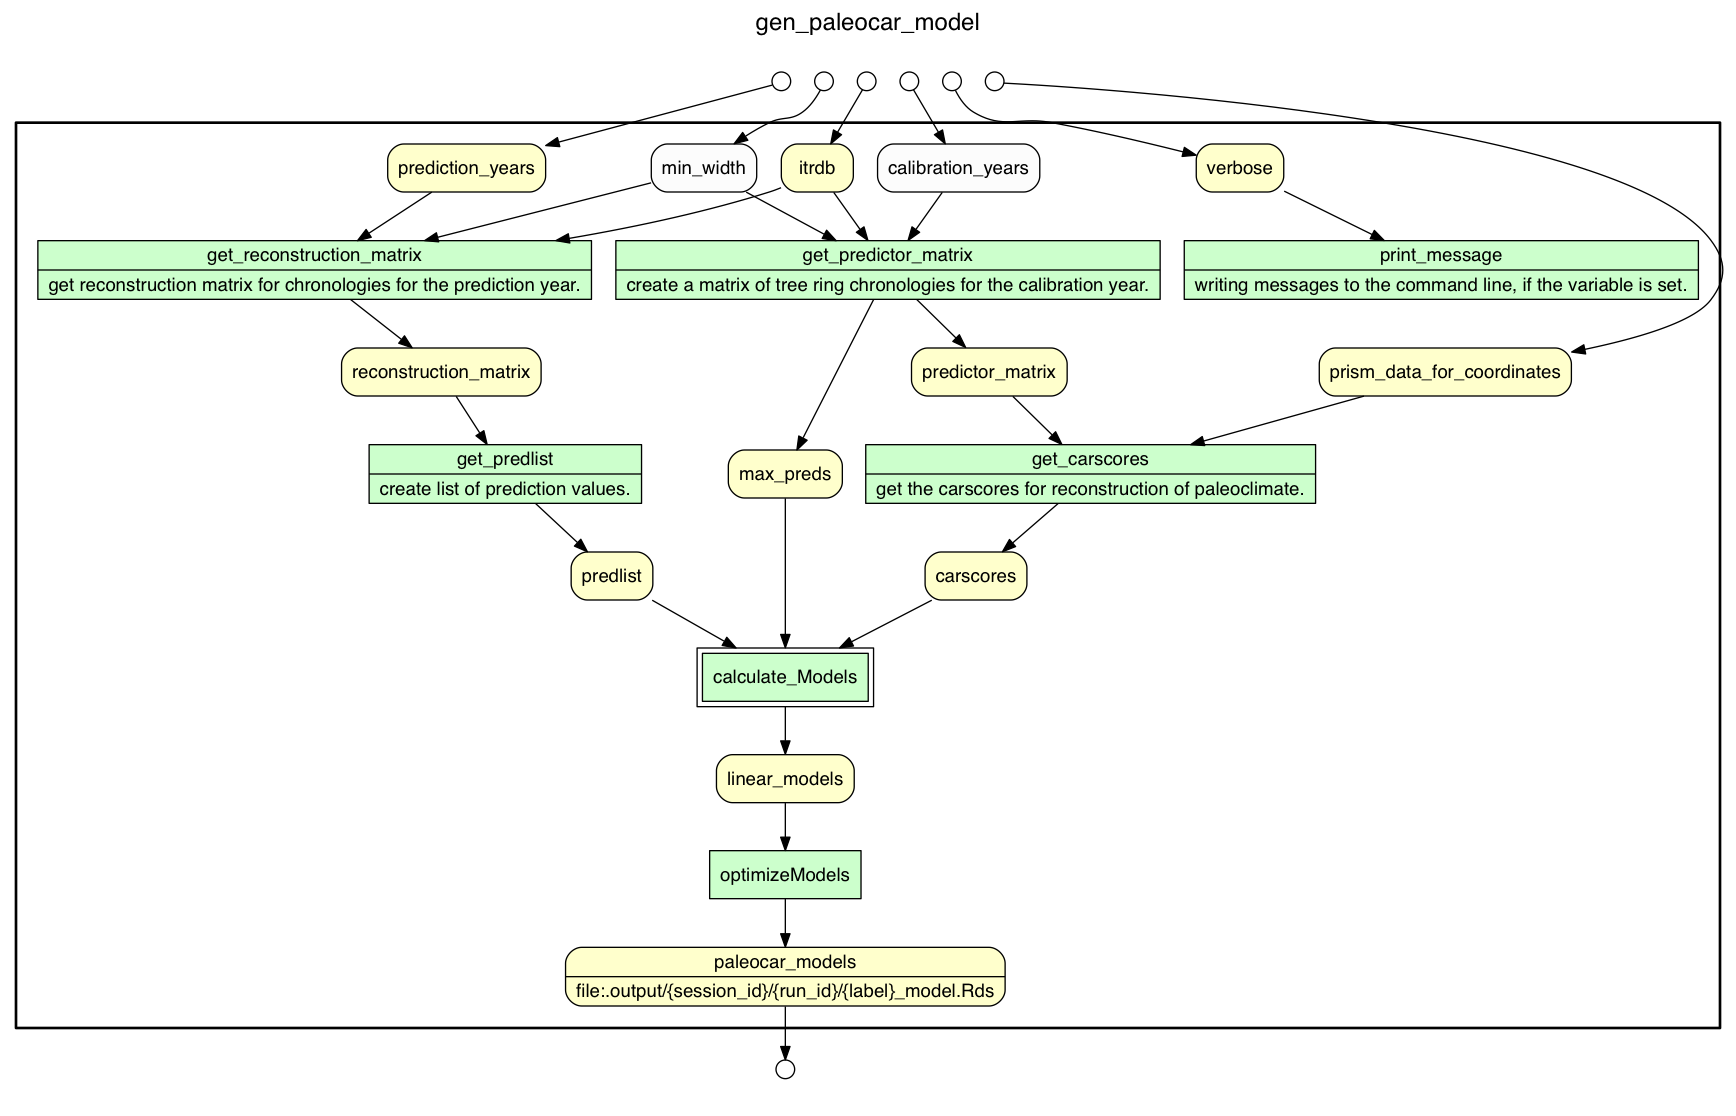 gen_paleocar_model
prediction_years
min_width
itrdb
calibration_years
verbose
get_reconstruction_matrix
get reconstruction matrix for chronologies for the prediction year.
get_predictor_matrix
create a matrix of tree ring chronologies for the calibration year.
print_message
writing messages to the command line, if the variable is set.
reconstruction_matrix
predictor_matrix
prism_data_for_coordinates
get_predlist
create list of prediction values.
max_preds
get_carscores
get the carscores for reconstruction of paleoclimate.
predlist
carscores
calculate_Models
linear_models
optimizeModels
paleocar_models
file:.output/{session_id}/{run_id}/{label}_model.Rds